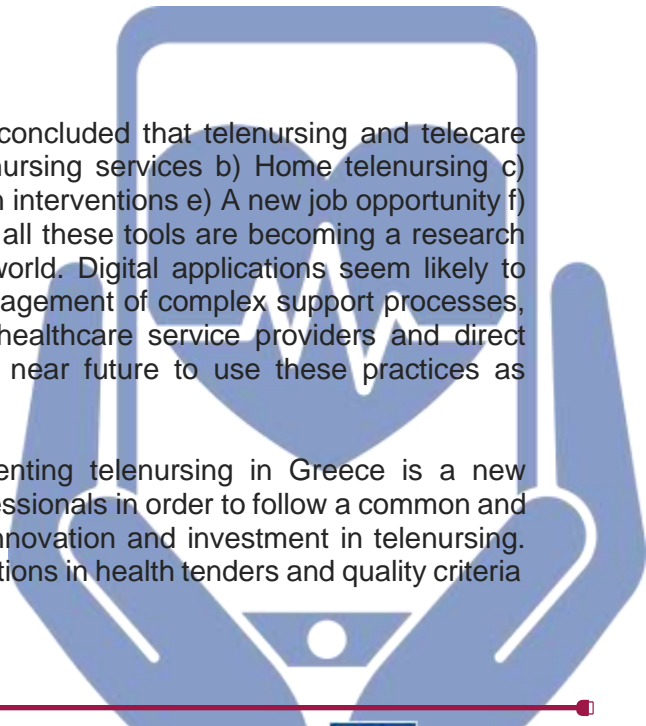 concluded that telenursing and telecare
nursing services b) Home telenursing c)
interventions e) A new job opportunity f)
all these tools are becoming a research
world. Digital applications seem likely to
agement of complex support processes,
healthcare service providers and direct
near future to use these practices as
enting telenursing in Greece is a new
essionals in order to follow a common and
nnovation and investment in telenursing.
tions in health tenders and quality criteria